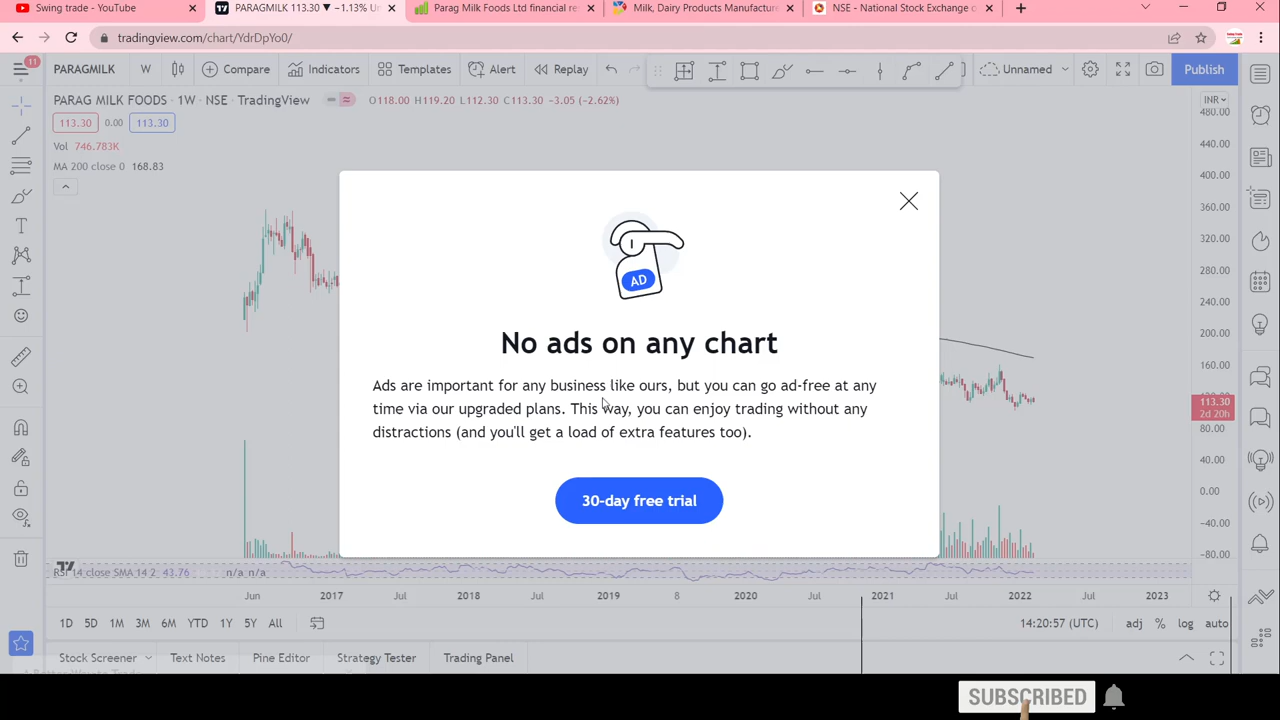 Swing trade - YouTube
PARAGMILK 113.30 ▼ −1.13% Un
Parag Milk Foods Ltd financial re
Milk, Dairy Products Manufacture
NSE - National Stock Exchange o
tradingview.com/chart/YdrDpYo0/
11
PARAGMILK W Compare Indicators Templates Alert Replay Unnamed Publish
PARAG MILK FOODS · 1W · NSE · TradingView O118.00 H119.20 L112.30 C113.30 −3.05 (−2.62%) INR
113.30 0.00 153.30
Vol 746.783K
MA 200 close 0 168.83
480.00
440.00
400.00
360.00
320.00
280.00
240.00
200.00
160.00
113.30
2d 20h
80.00
40.00
0.00
−40.00
−80.00
AD
No ads on any chart
Ads are important for any business like ours, but you can go ad-free at any
time via our upgraded plans. This way, you can enjoy trading without any
distractions (and you'll get a load of extra features too).
30-day free trial
RSI 14 close SMA 14 2 43.76 n/a n/a
Jun 2017 Jul 2018 Jul 2019 8 2020 Jul 2021 Jul 2022 Jul 2023
1D 5D 1M 3M 6M YTD 1Y 5Y All 14:20:57 (UTC) adj % log auto
Stock Screener Text Notes Pine Editor Strategy Tester Trading Panel
SUBSCRIBED